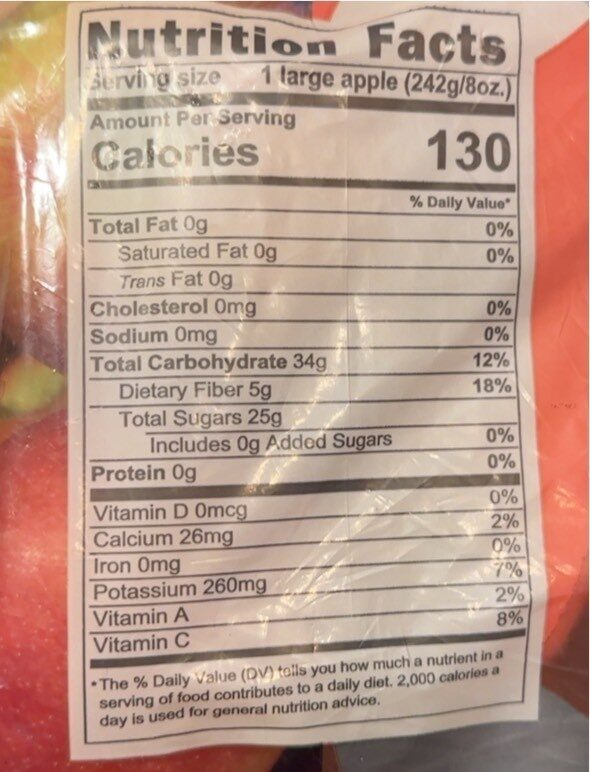 Nutrition Facts
Serving size 1 large apple (242g/8oz.)
Amount Per Serving
Calories 130
% Daily Value*
Total Fat 0g 0%
Saturated Fat 0g 0%
Trans Fat 0g
Cholesterol 0mg 0%
Sodium 0mg 0%
Total Carbohydrate 34g 12%
Dietary Fiber 5g 18%
Total Sugars 25g
Includes 0g Added Sugars 0%
Protein 0g 0%
Vitamin D 0mcg 0%
Calcium 26mg 2%
Iron 0mg 0%
Potassium 260mg 7%
Vitamin A 2%
Vitamin C 8%
*The % Daily Value (DV) tells you how much a nutrient in a
serving of food contributes to a daily diet. 2,000 calories a
day is used for general nutrition advice.